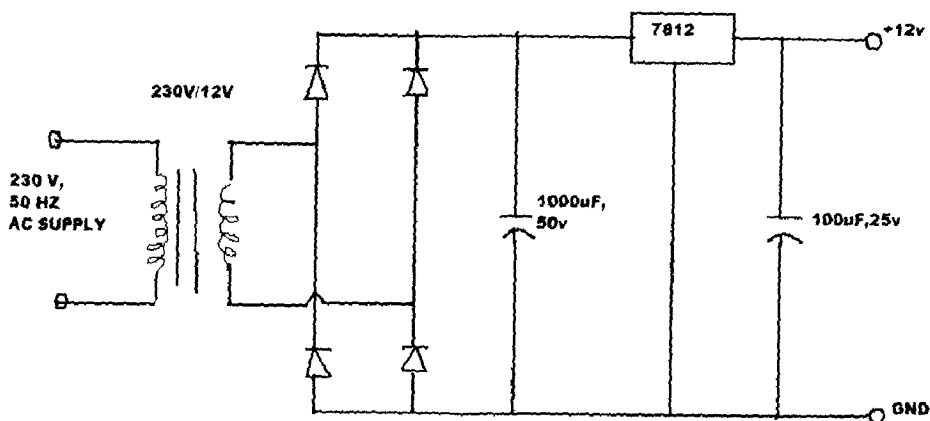 7812
+12v
230V/12V
230 V,
50 HZ
AC SUPPLY
1000uF,
50v
100uF,25v
GND